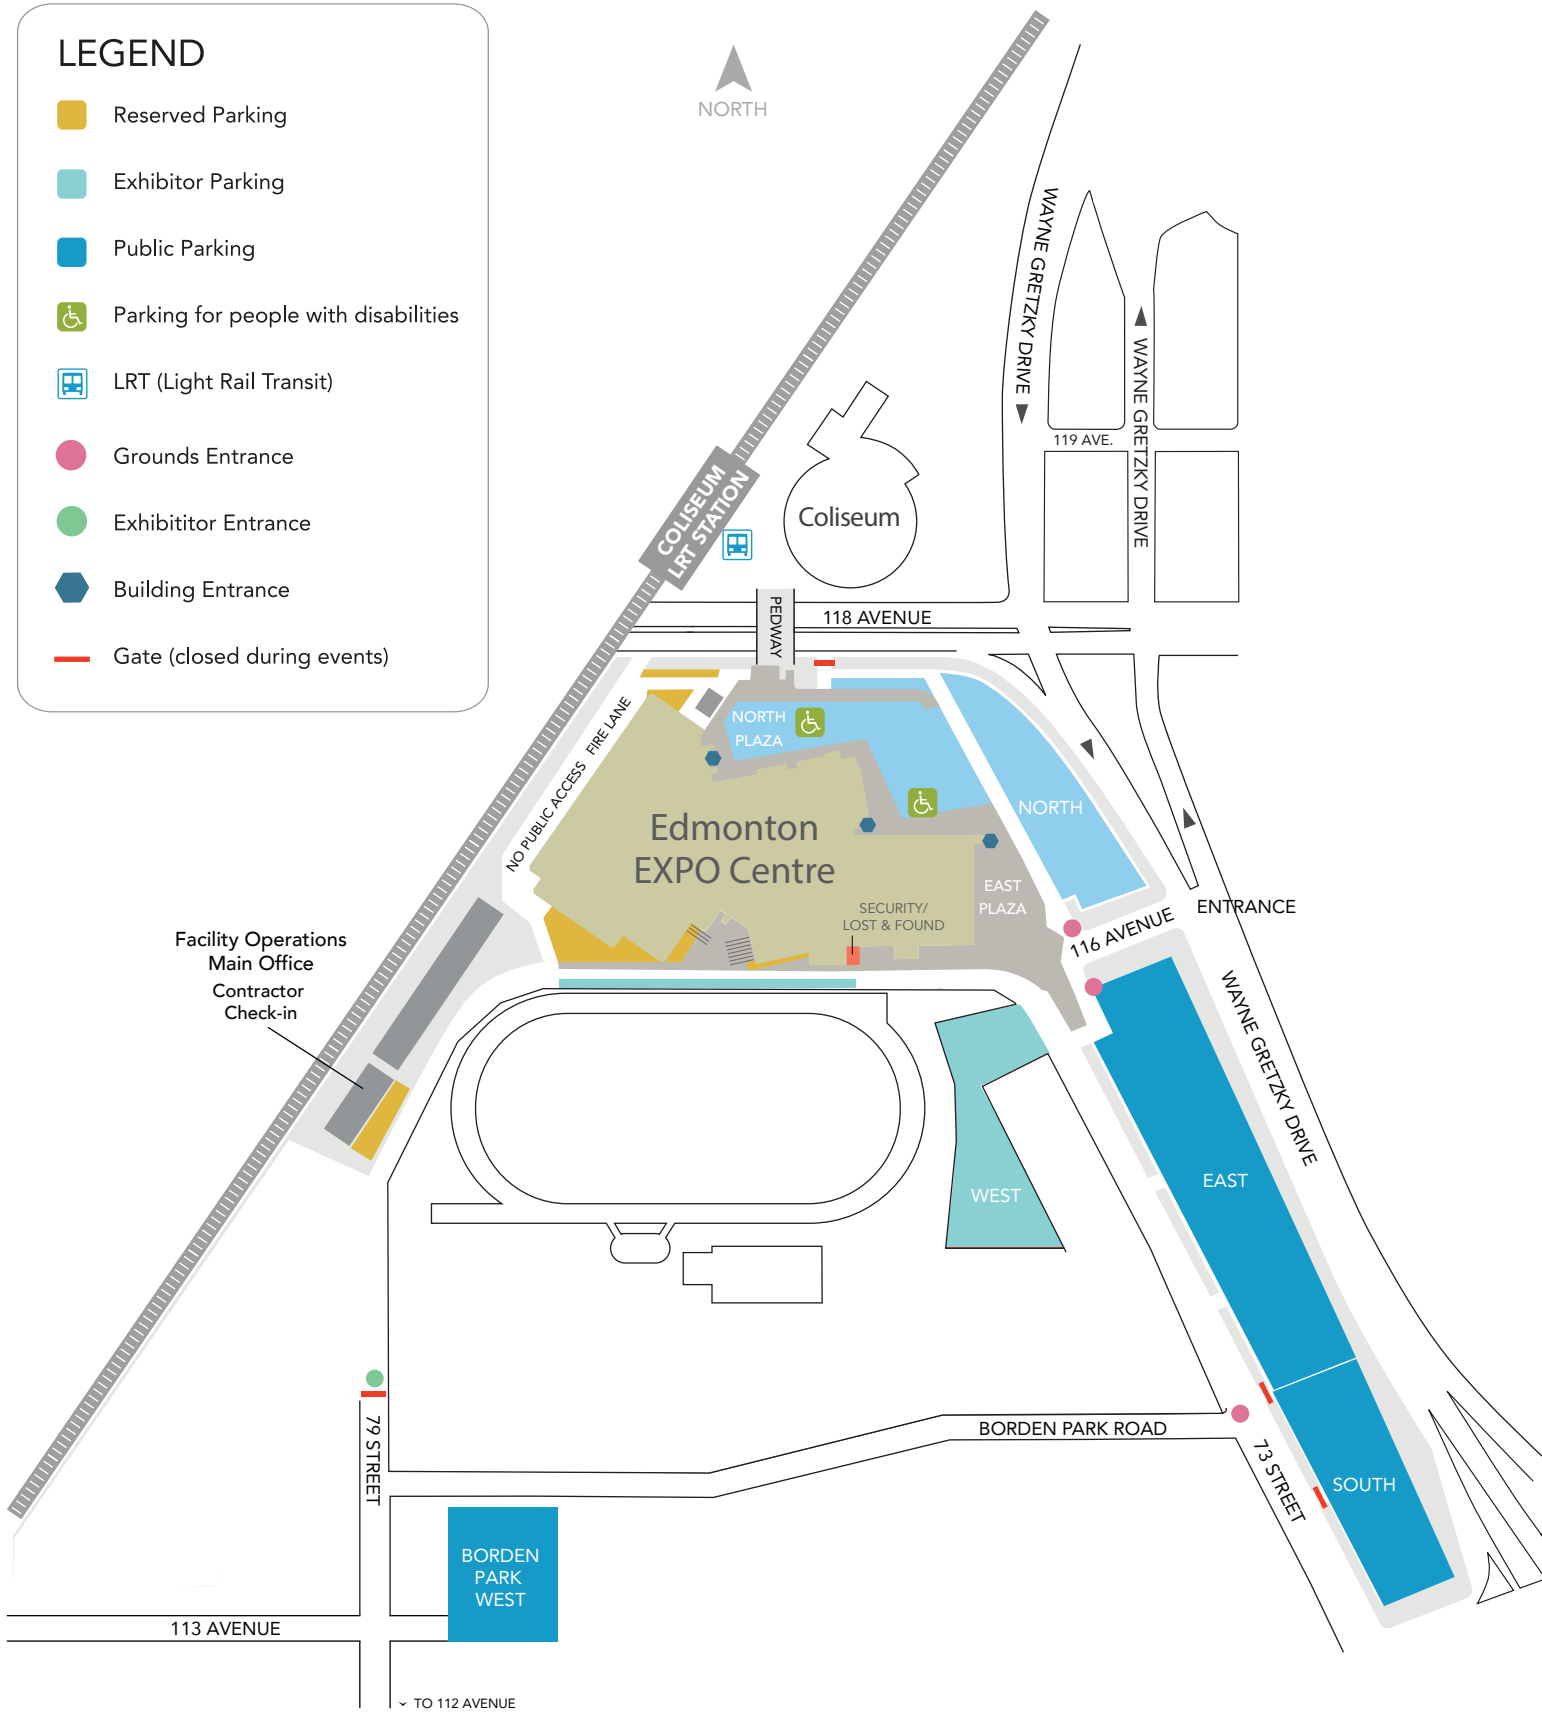 LEGEND
Reserved Parking
Exhibitor Parking
Public Parking
Parking for people with disabilities
LRT (Light Rail Transit)
Grounds Entrance
Exhibititor Entrance
Building Entrance
Gate (closed during events)
NORTH
WAYNE GRETZKY DRIVE
WAYNE GRETZKY DRIVE
119 AVE.
COLISEUM
LRT STATION
Coliseum
PEDWAY
118 AVENUE
NO PUBLIC ACCESS FIRE LANE
NORTH
PLAZA
NORTH
Edmonton
EXPO Centre
EAST
PLAZA
SECURITY/
LOST & FOUND
116 AVENUE
ENTRANCE
Facility Operations
Main Office
Contractor
Check-in
WAYNE GRETZKY DRIVE
EAST
WEST
79 STREET
BORDEN PARK ROAD
73 STREET
SOUTH
BORDEN
PARK
WEST
113 AVENUE
TO 112 AVENUE